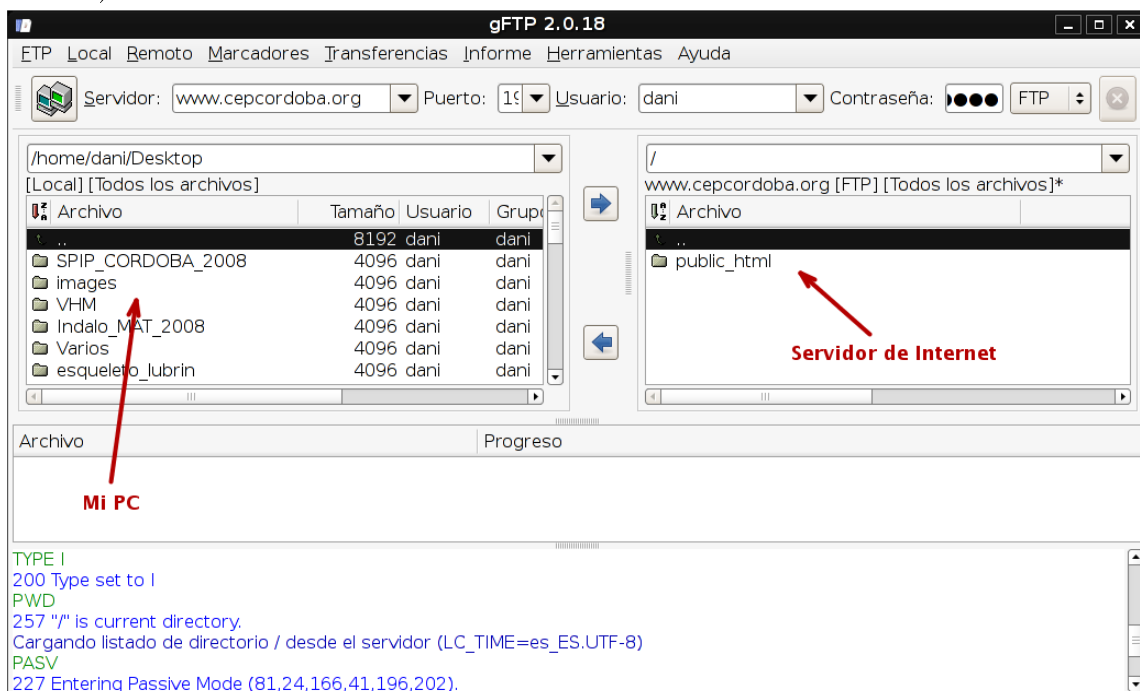 gFTP 2.0.18
FTP Local Remoto Marcadores Transferencias Informe Herramientas Ayuda
Servidor: www.cepcordoba.org Puerto: 19 Usuario: dani Contraseña: FTP
/home/dani/Desktop
[Local] [Todos los archivos]
Archivo Tamaño Usuario Grupo
.. 8192 dani dani
SPIP_CORDOBA_2008 4096 dani dani
images 4096 dani dani
VHM 4096 dani dani
Indalo_MAT_2008 4096 dani dani
Varios 4096 dani dani
esqueleto_lubrin 4096 dani dani
Mi PC
/
www.cepcordoba.org [FTP] [Todos los archivos]*
Archivo
..
public_html
Servidor de Internet
Archivo Progreso
TYPE I
200 Type set to I
PWD
257 "/" is current directory.
Cargando listado de directorio / desde el servidor (LC_TIME=es_ES.UTF-8)
PASV
227 Entering Passive Mode (81,24,166,41,196,202).